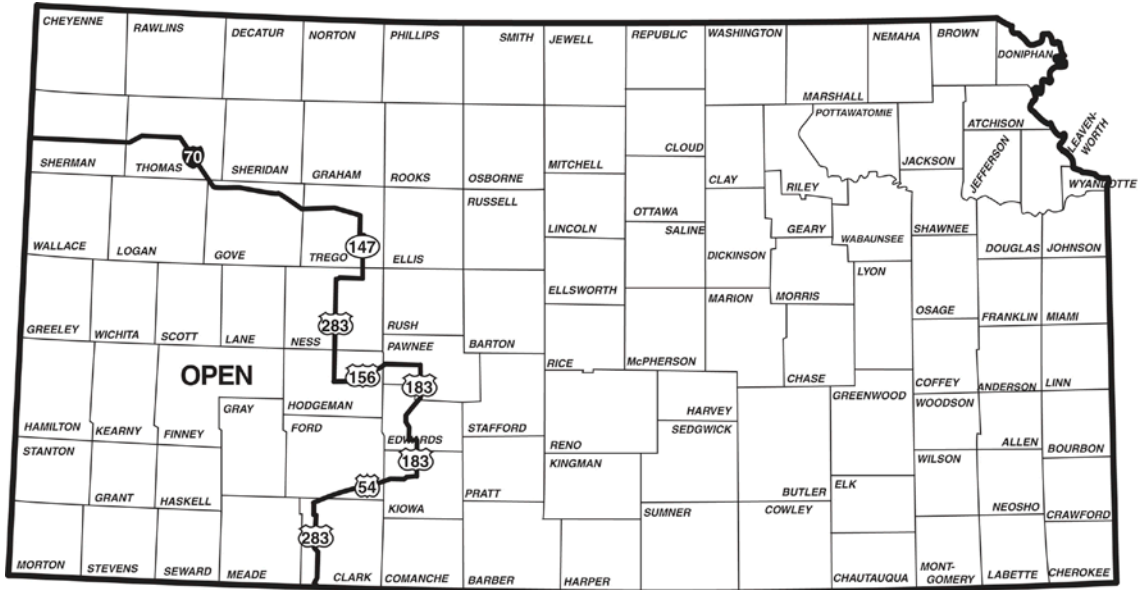 CHEYENNE
RAWLINS
DECATUR
NORTON
PHILLIPS
SMITH
JEWELL
REPUBLIC
WASHINGTON
MARSHALL
NEMAHA
BROWN
DONIPHAN
SHERMAN
THOMAS
70
SHERIDAN
GRAHAM
ROOKS
OSBORNE
MITCHELL
CLOUD
CLAY
RILEY
POTTAWATOMIE
JACKSON
ATCHISON
JEFFERSON
LEAVEN-
WORTH
WYANDOTTE
WALLACE
LOGAN
GOVE
TREGO
147
ELLIS
RUSSELL
LINCOLN
OTTAWA
SALINE
DICKINSON
GEARY
WABAUNSEE
SHAWNEE
DOUGLAS
JOHNSON
GREELEY
WICHITA
SCOTT
LANE
NESS
283
RUSH
BARTON
ELLSWORTH
RICE
McPHERSON
MARION
MORRIS
CHASE
LYON
OSAGE
FRANKLIN
MIAMI
OPEN
HAMILTON
KEARNY
FINNEY
GRAY
HODGEMAN
156
PAWNEE
183
FORD
EDWARDS
183
STAFFORD
RENO
HARVEY
SEDGWICK
BUTLER
GREENWOOD
COFFEY
ANDERSON
LINN
WOODSON
ALLEN
BOURBON
STANTON
GRANT
HASKELL
54
KIOWA
PRATT
KINGMAN
ELK
WILSON
NEOSHO
CRAWFORD
MORTON
STEVENS
SEWARD
MEADE
283
CLARK
COMANCHE
BARBER
HARPER
SUMNER
COWLEY
CHAUTAUQUA
MONT-
GOMERY
LABETTE
CHEROKEE